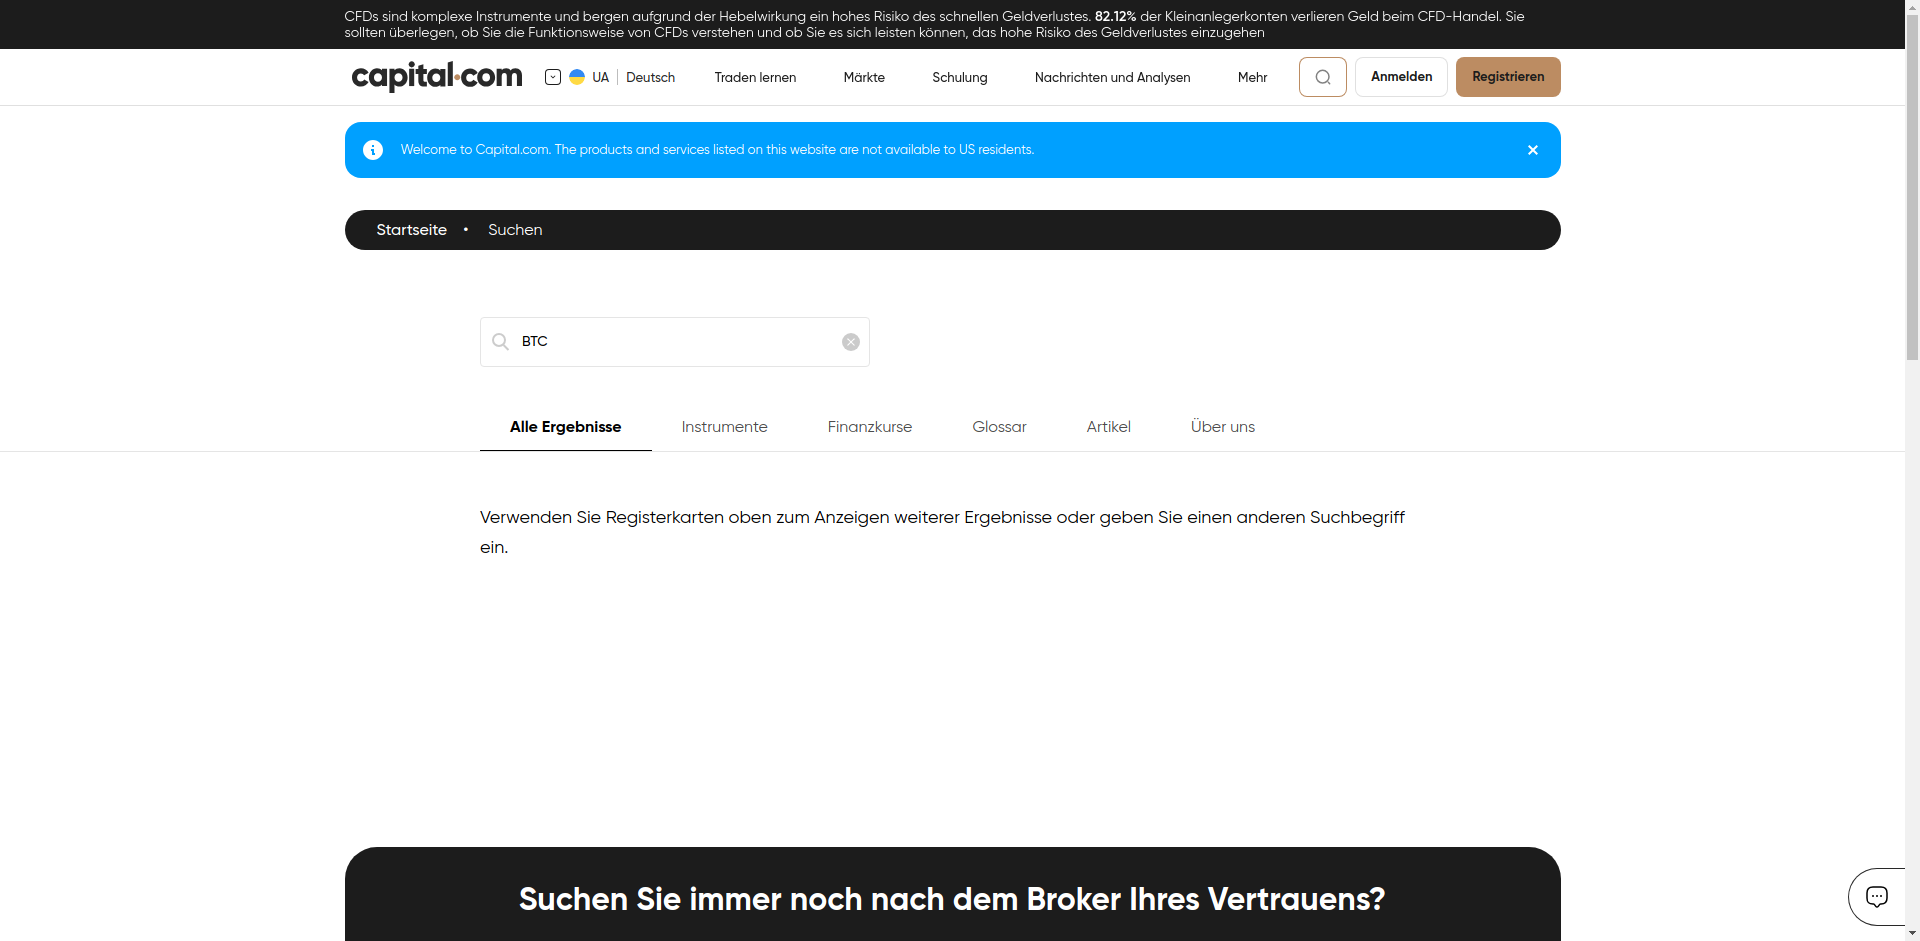 CFDs sind komplexe Instrumente und bergen aufgrund der Hebelwirkung ein hohes Risiko des schnellen Geldverlustes. 82.12% der Kleinanlegerkonten verlieren Geld beim CFD-Handel. Sie
sollten überlegen, ob Sie die Funktionsweise von CFDs verstehen und ob Sie es sich leisten können, das hohe Risiko des Geldverlustes einzugehen
capital.com UA Deutsch Traden lernen Märkte Schulung Nachrichten und Analysen Mehr Anmelden Registrieren
Welcome to Capital.com. The products and services listed on this website are not available to US residents.
Startseite • Suchen
BTC
Alle Ergebnisse Instrumente Finanzkurse Glossar Artikel Über uns
Verwenden Sie Registerkarten oben zum Anzeigen weiterer Ergebnisse oder geben Sie einen anderen Suchbegriff
ein.
Suchen Sie immer noch nach dem Broker Ihres Vertrauens?